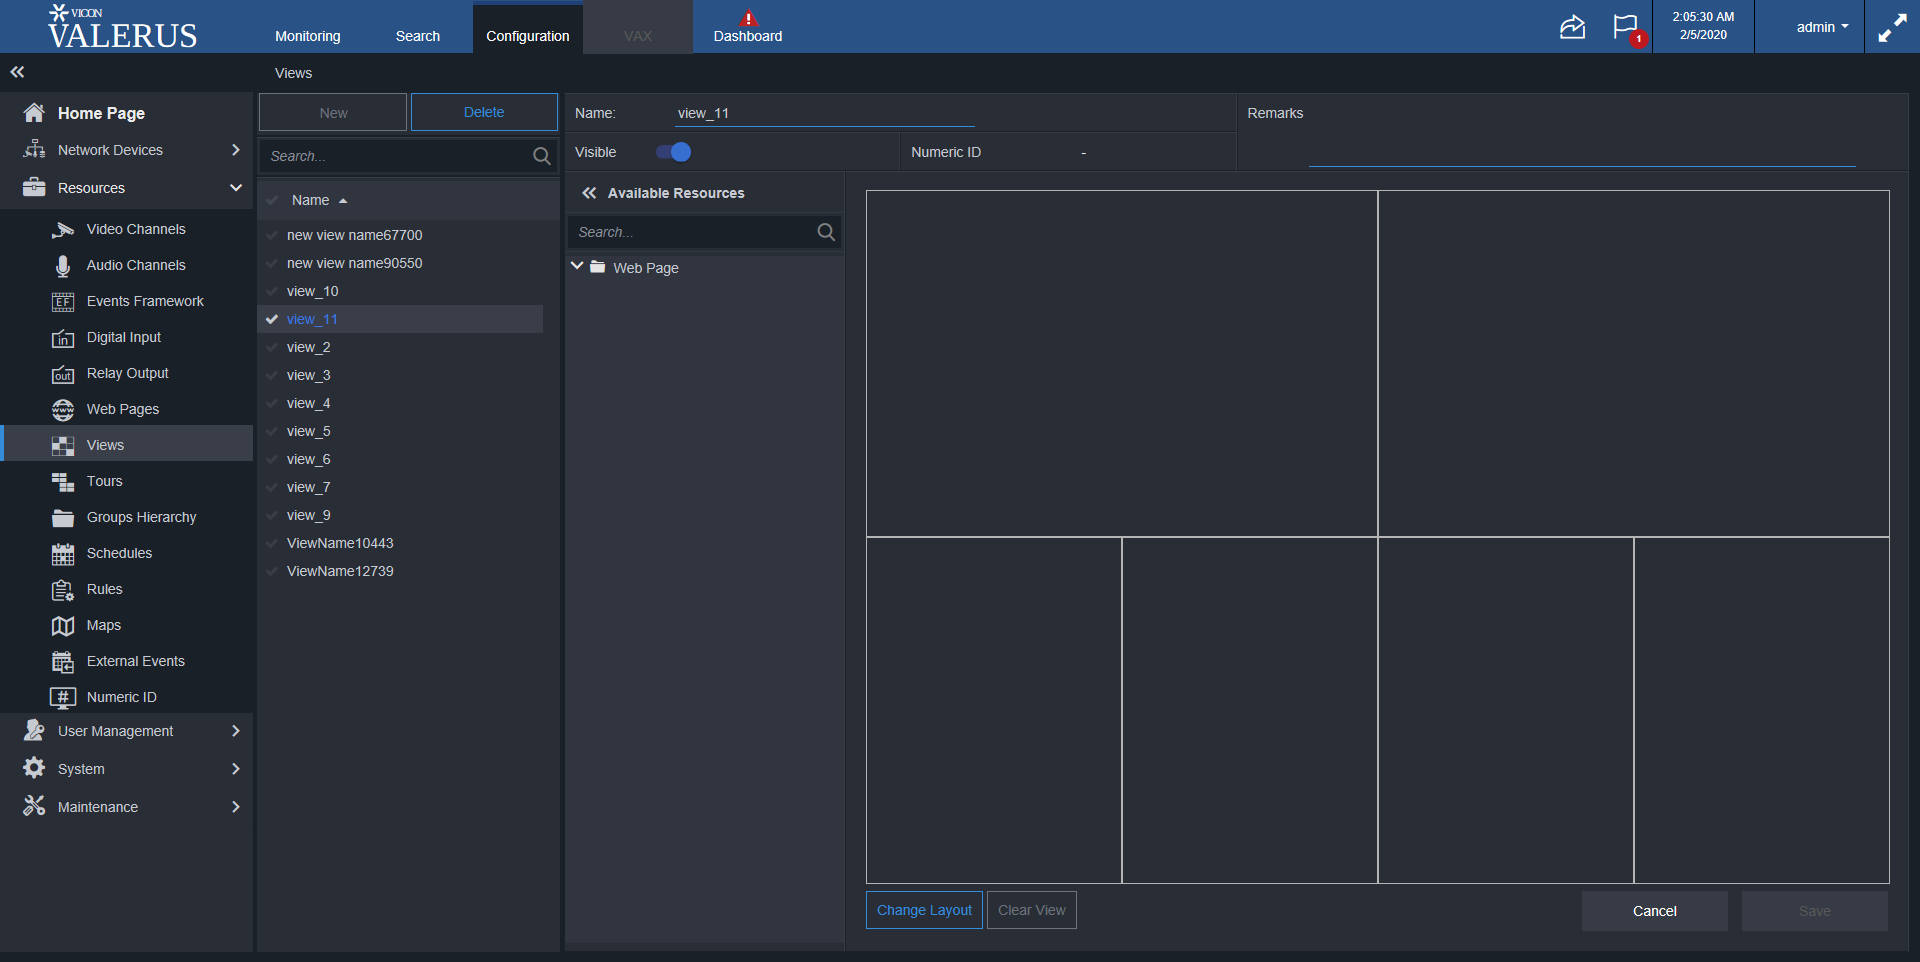 VICON
VALERUS
Monitoring
Search
Configuration
VAX
Dashboard
1
2:05:30 AM
2/5/2020
admin
Views
Home Page
Network Devices
Resources
Video Channels
Audio Channels
EF
Events Framework
in
Digital Input
out
Relay Output
www
Web Pages
Views
Tours
Groups Hierarchy
Schedules
Rules
Maps
External Events
#
Numeric ID
User Management
System
Maintenance
New
Delete
Search...
Name
new view name67700
new view name90550
view_10
view_11
view_2
view_3
view_4
view_5
view_6
view_7
view_9
ViewName10443
ViewName12739
Name:
view_11
Remarks
Visible
Numeric ID
-
Available Resources
Search...
Web Page
Change Layout
Clear View
Cancel
Save